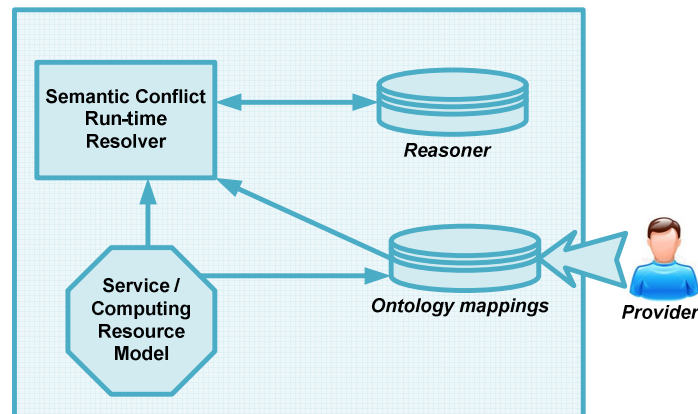 Semantic Conflict
Run-time
Resolver
Reasoner
Service /
Computing
Resource
Model
Ontology mappings
Provider